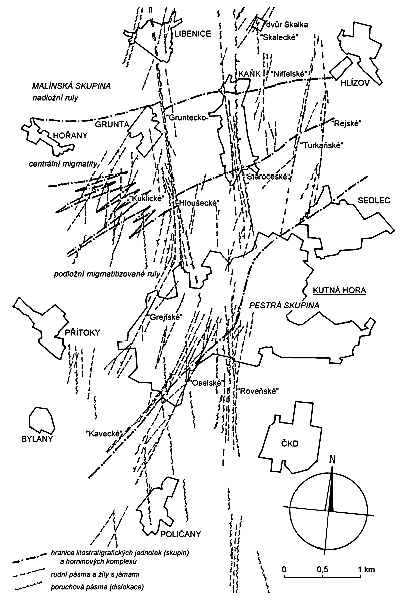 LIBENICE
dvůr Skalka
"Skalecké"
HLÍZOV
KAŇK
"Nifelské"
MALÍNSKÁ SKUPINA
nadložní ruly
"Gruntecko-
"Rejské"
GRUNTA
HOŘANY
"Turkaňské"
centrální migmatity
"Staročeské"
"Kuklické"
"Hloušecké"
SEDLEC
podložní migmatitizované ruly
KUTNÁ HORA
PESTRÁ SKUPINA
"Grejfské"
PŘÍTOKY
"Oselské"
"Roveňské"
"Kavecké"
BYLANY
ČKD
N
POLIČANY
hranice litostratigrafických jednotek (skupin)
a horninových komplexů
rudní pásma a žíly s jámami
poruchová pásma (dislokace)
0 0,5 1 km